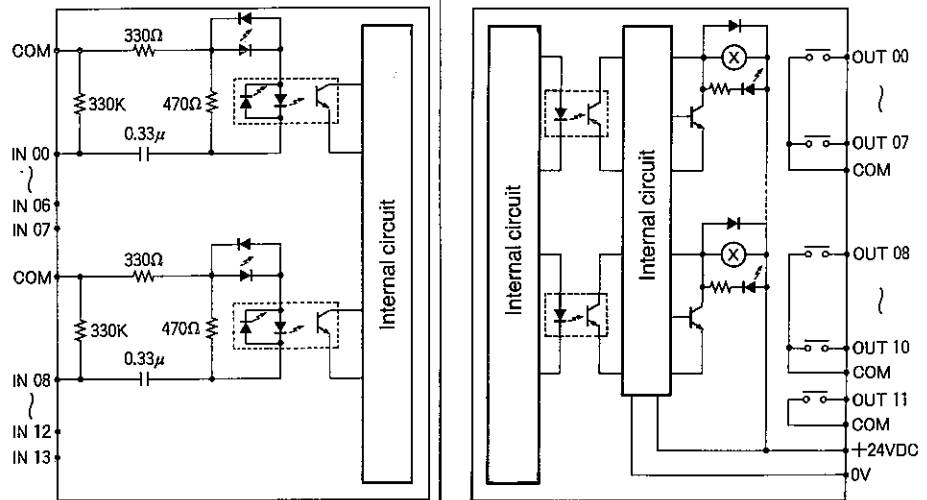 COM
330Ω
330K
470Ω
0.33μ
IN 00
IN 06
IN 07
COM
330Ω
330K
470Ω
0.33μ
IN 08
IN 12
IN 13
Internal circuit
Internal circuit
Internal circuit
X
X
OUT 00
OUT 07
COM
OUT 08
OUT 10
COM
OUT 11
COM
+24VDC
0V